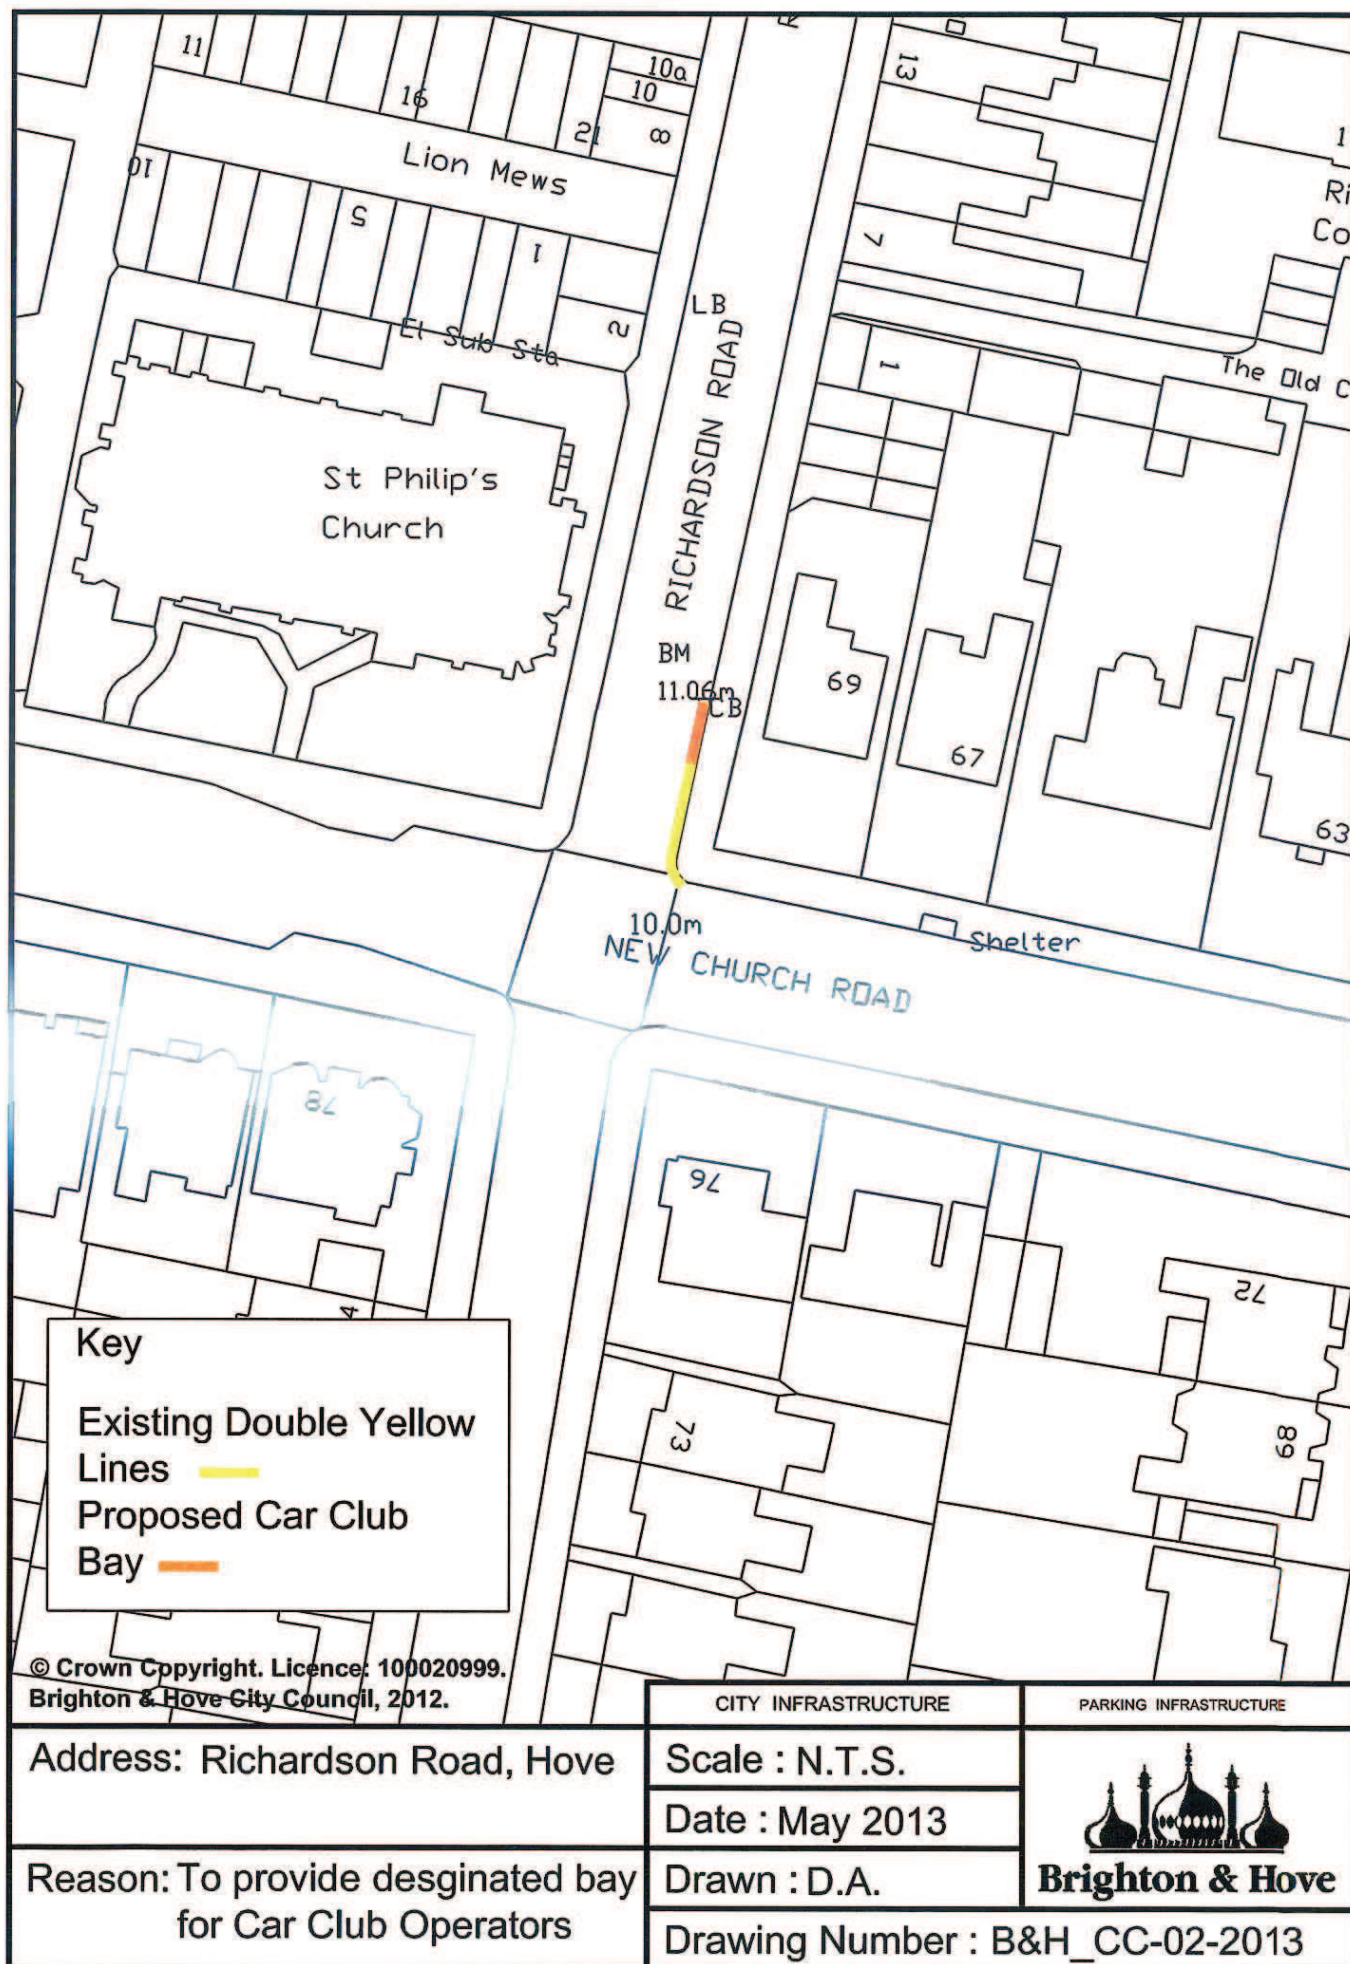 11
16
21
10a
10
8
13
Lion Mews
10
5
1
2
7
LB
El Sub Sta
RICHARDSON ROAD
1
The Old C
St Philip's
Church
BM
11.06m
CB
69
67
63
10.0m
NEW CHURCH ROAD
Shelter
78
76
72
4
73
68
Key
Existing Double Yellow
Lines
Proposed Car Club
Bay
© Crown Copyright. Licence: 100020999.
Brighton & Hove City Council, 2012.
CITY INFRASTRUCTURE
PARKING INFRASTRUCTURE
Address: Richardson Road, Hove
Scale : N.T.S.
Date : May 2013
Reason: To provide desginated bay
for Car Club Operators
Drawn : D.A.
Brighton & Hove
Drawing Number : B&H_CC-02-2013